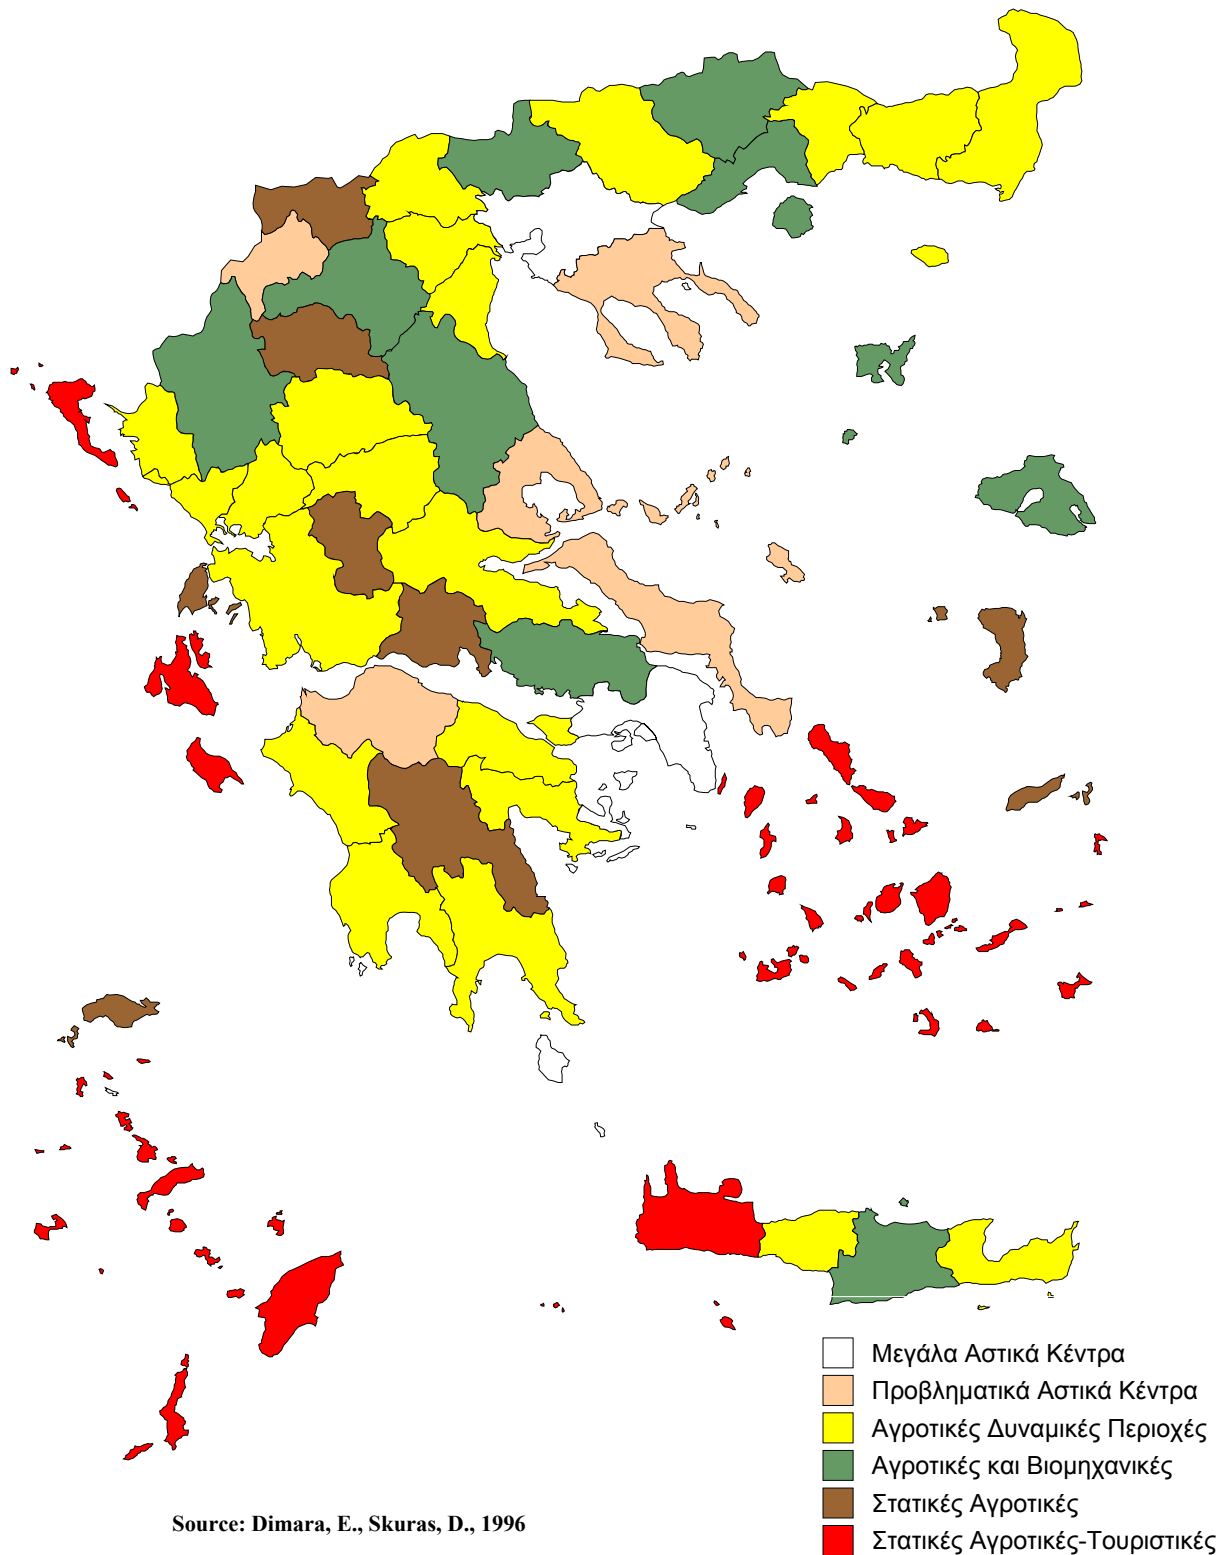 Μεγάλα Αστικά Κέντρα
Προβληματικά Αστικά Κέντρα
Αγροτικές Δυναμικές Περιοχές
Αγροτικές και Βιομηχανικές
Στατικές Αγροτικές
Στατικές Αγροτικές-Τουριστικές
Source: Dimara, E., Skuras, D., 1996